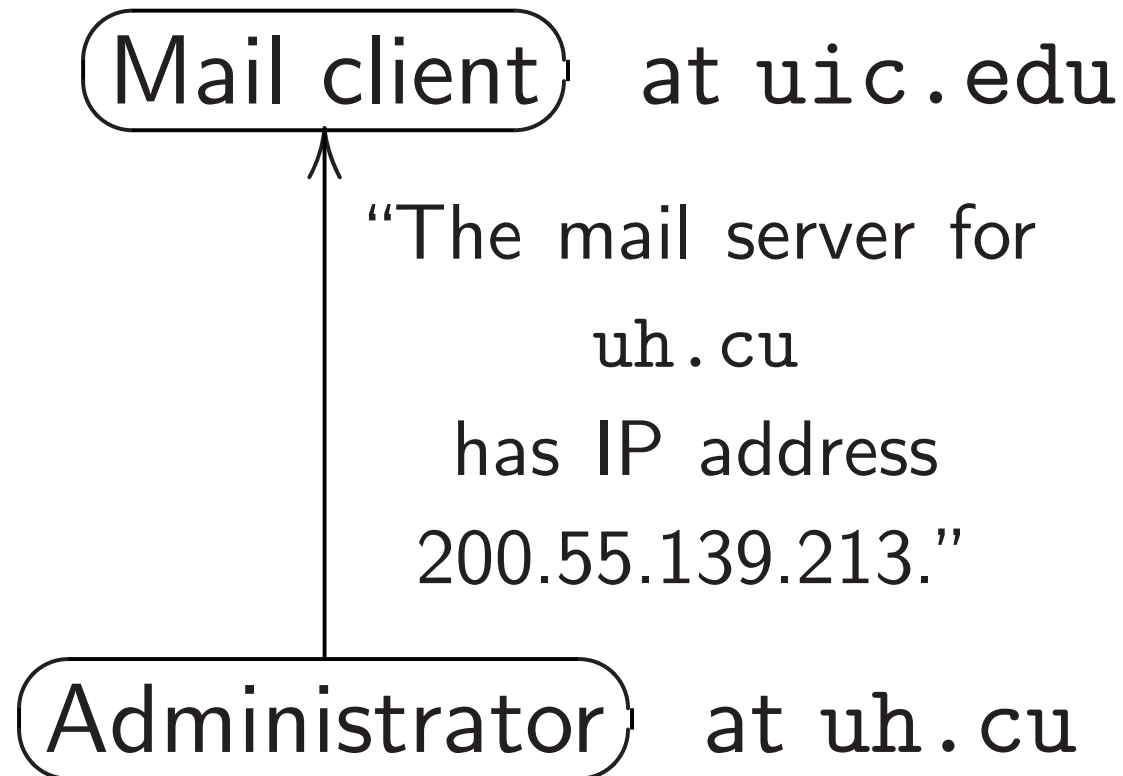 Mail client at uic.edu
“The mail server for
uh.cu
has IP address
200.55.139.213.”
Administrator at uh.cu